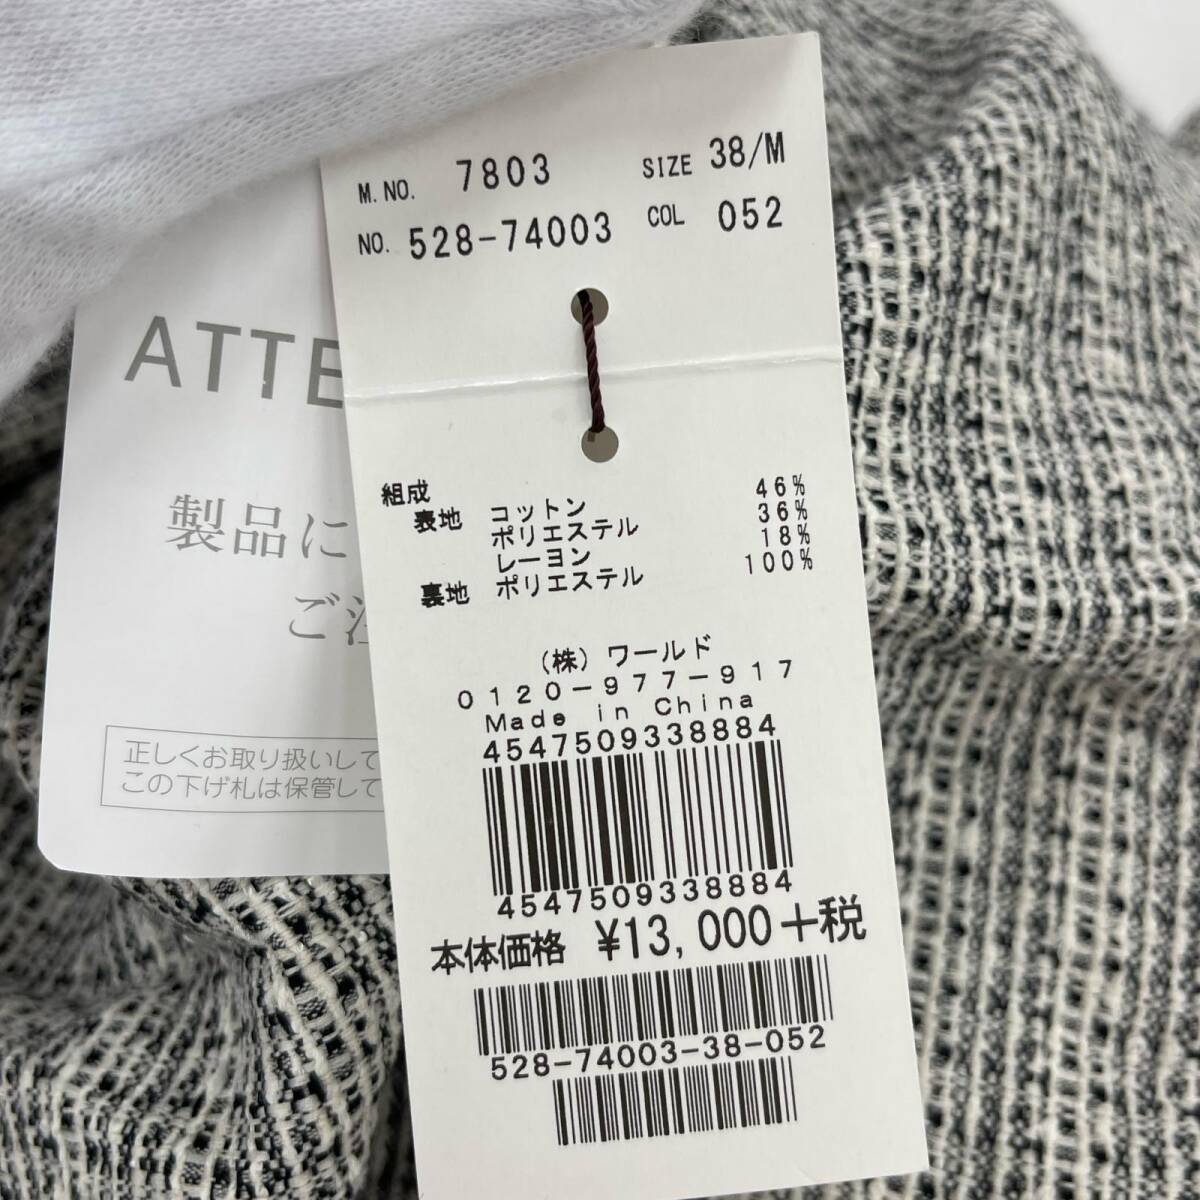 M. NO. 7803 SIZE 38/M
NO. 528-74003 COL 052
組成
表地 コットン 46%
ポリエステル 36%
レーヨン 18%
裏地 ポリエステル 100%
(株) ワールド
0120-977-917
Made in China
4547509338884
4547509338884
本体価格 ¥13,000+税
528-74003-38-052
ATTE
製品に
ご注
正しくお取り扱いして
この下げ札は保管して